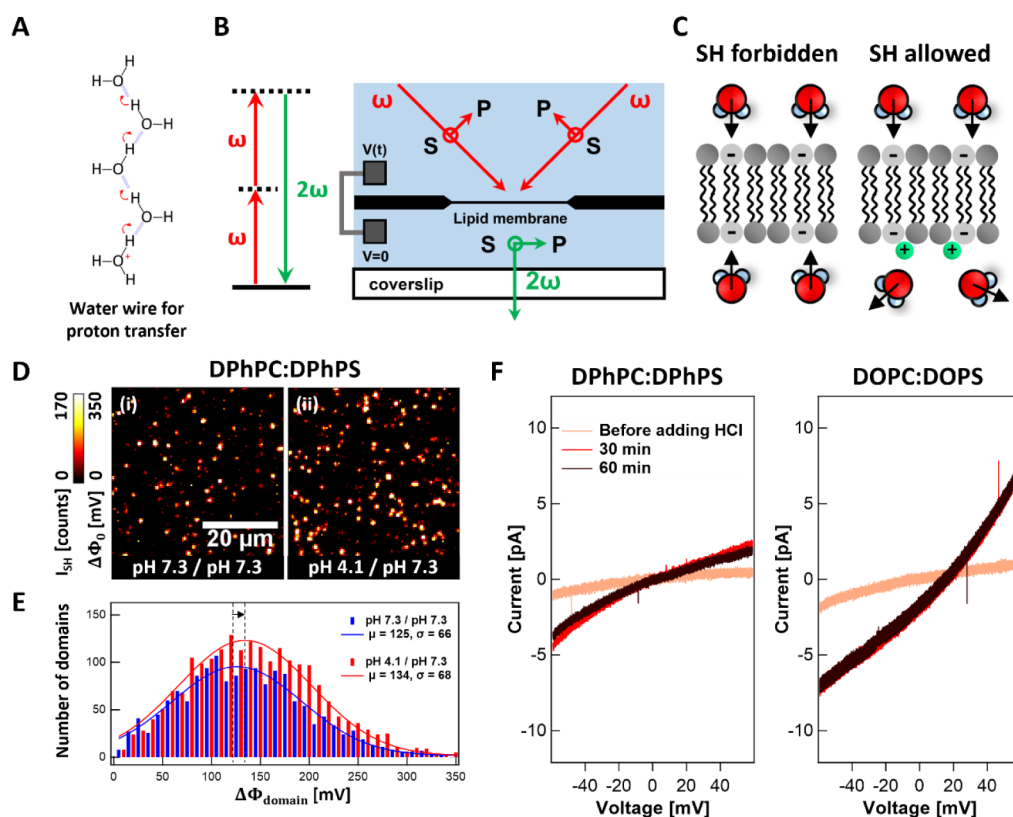 A
H
H-O
H
O-H
H-O
H
O-H
H-O
H
+
Water wire for
proton transfer
B
ω
ω
2ω
ω
ω
P
P
S
S
V(t)
V=0
Lipid membrane
S
P
2ω
coverslip
C
SH forbidden
SH allowed
- -
- -
- -
- -
+ +
D
DPhPC:DPhPS
I_SH [counts]
0 170
ΔΦ₀ [mV]
0 350
(i)
20 µm
pH 7.3 / pH 7.3
(ii)
pH 4.1 / pH 7.3
E
Number of domains
150
100
50
0
0 50 100 150 200 250 300 350
ΔΦ_domain [mV]
pH 7.3 / pH 7.3
µ = 125, σ = 66
pH 4.1 / pH 7.3
µ = 134, σ = 68
F
DPhPC:DPhPS
Before adding HCl
30 min
60 min
Current [pA]
10
5
0
-5
-10
-40 -20 0 20 40
Voltage [mV]
DOPC:DOPS
Current [pA]
10
5
0
-5
-10
-40 -20 0 20 40
Voltage [mV]